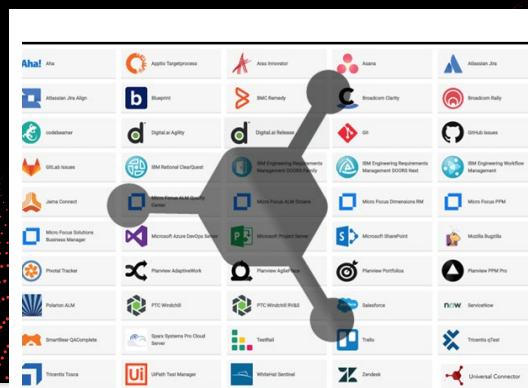 Aha! Aha
Apptio Targetprocess
Aras Innovator
Asana
Atlassian Jira
Atlassian Jira Align
b Blueprint
BMC Remedy
Broadcom Clarity
Broadcom Rally
codebeamer
Digital.ai Agility
Digital.ai Release
Git
GitHub Issues
GitLab Issues
IBM Rational ClearQuest
IBM Engineering Requirements
Management DOORS Family
IBM Engineering Requirements
Management DOORS Next
IBM Engineering Workflow
Management
Jama Connect
Micro Focus ALM Quality
Center
Micro Focus ALM Octane
Micro Focus Dimensions RM
Micro Focus PPM
Micro Focus Solutions
Business Manager
Microsoft Azure DevOps Server
Microsoft Project Server
Microsoft SharePoint
Mozilla Bugzilla
Pivotal Tracker
Planview AdaptiveWork
Planview AgilePlace
Planview Portfolios
Planview PPM Pro
Polarion ALM
PTC Windchill
PTC Windchill RV&S
Salesforce
now ServiceNow
SmartBear QAComplete
Sparx Systems Pro Cloud
Server
TestRail
Trello
Tricentis qTest
Tricentis Tosca
Ui UiPath Test Manager
WhiteHat Sentinel
Zendesk
Universal Connector